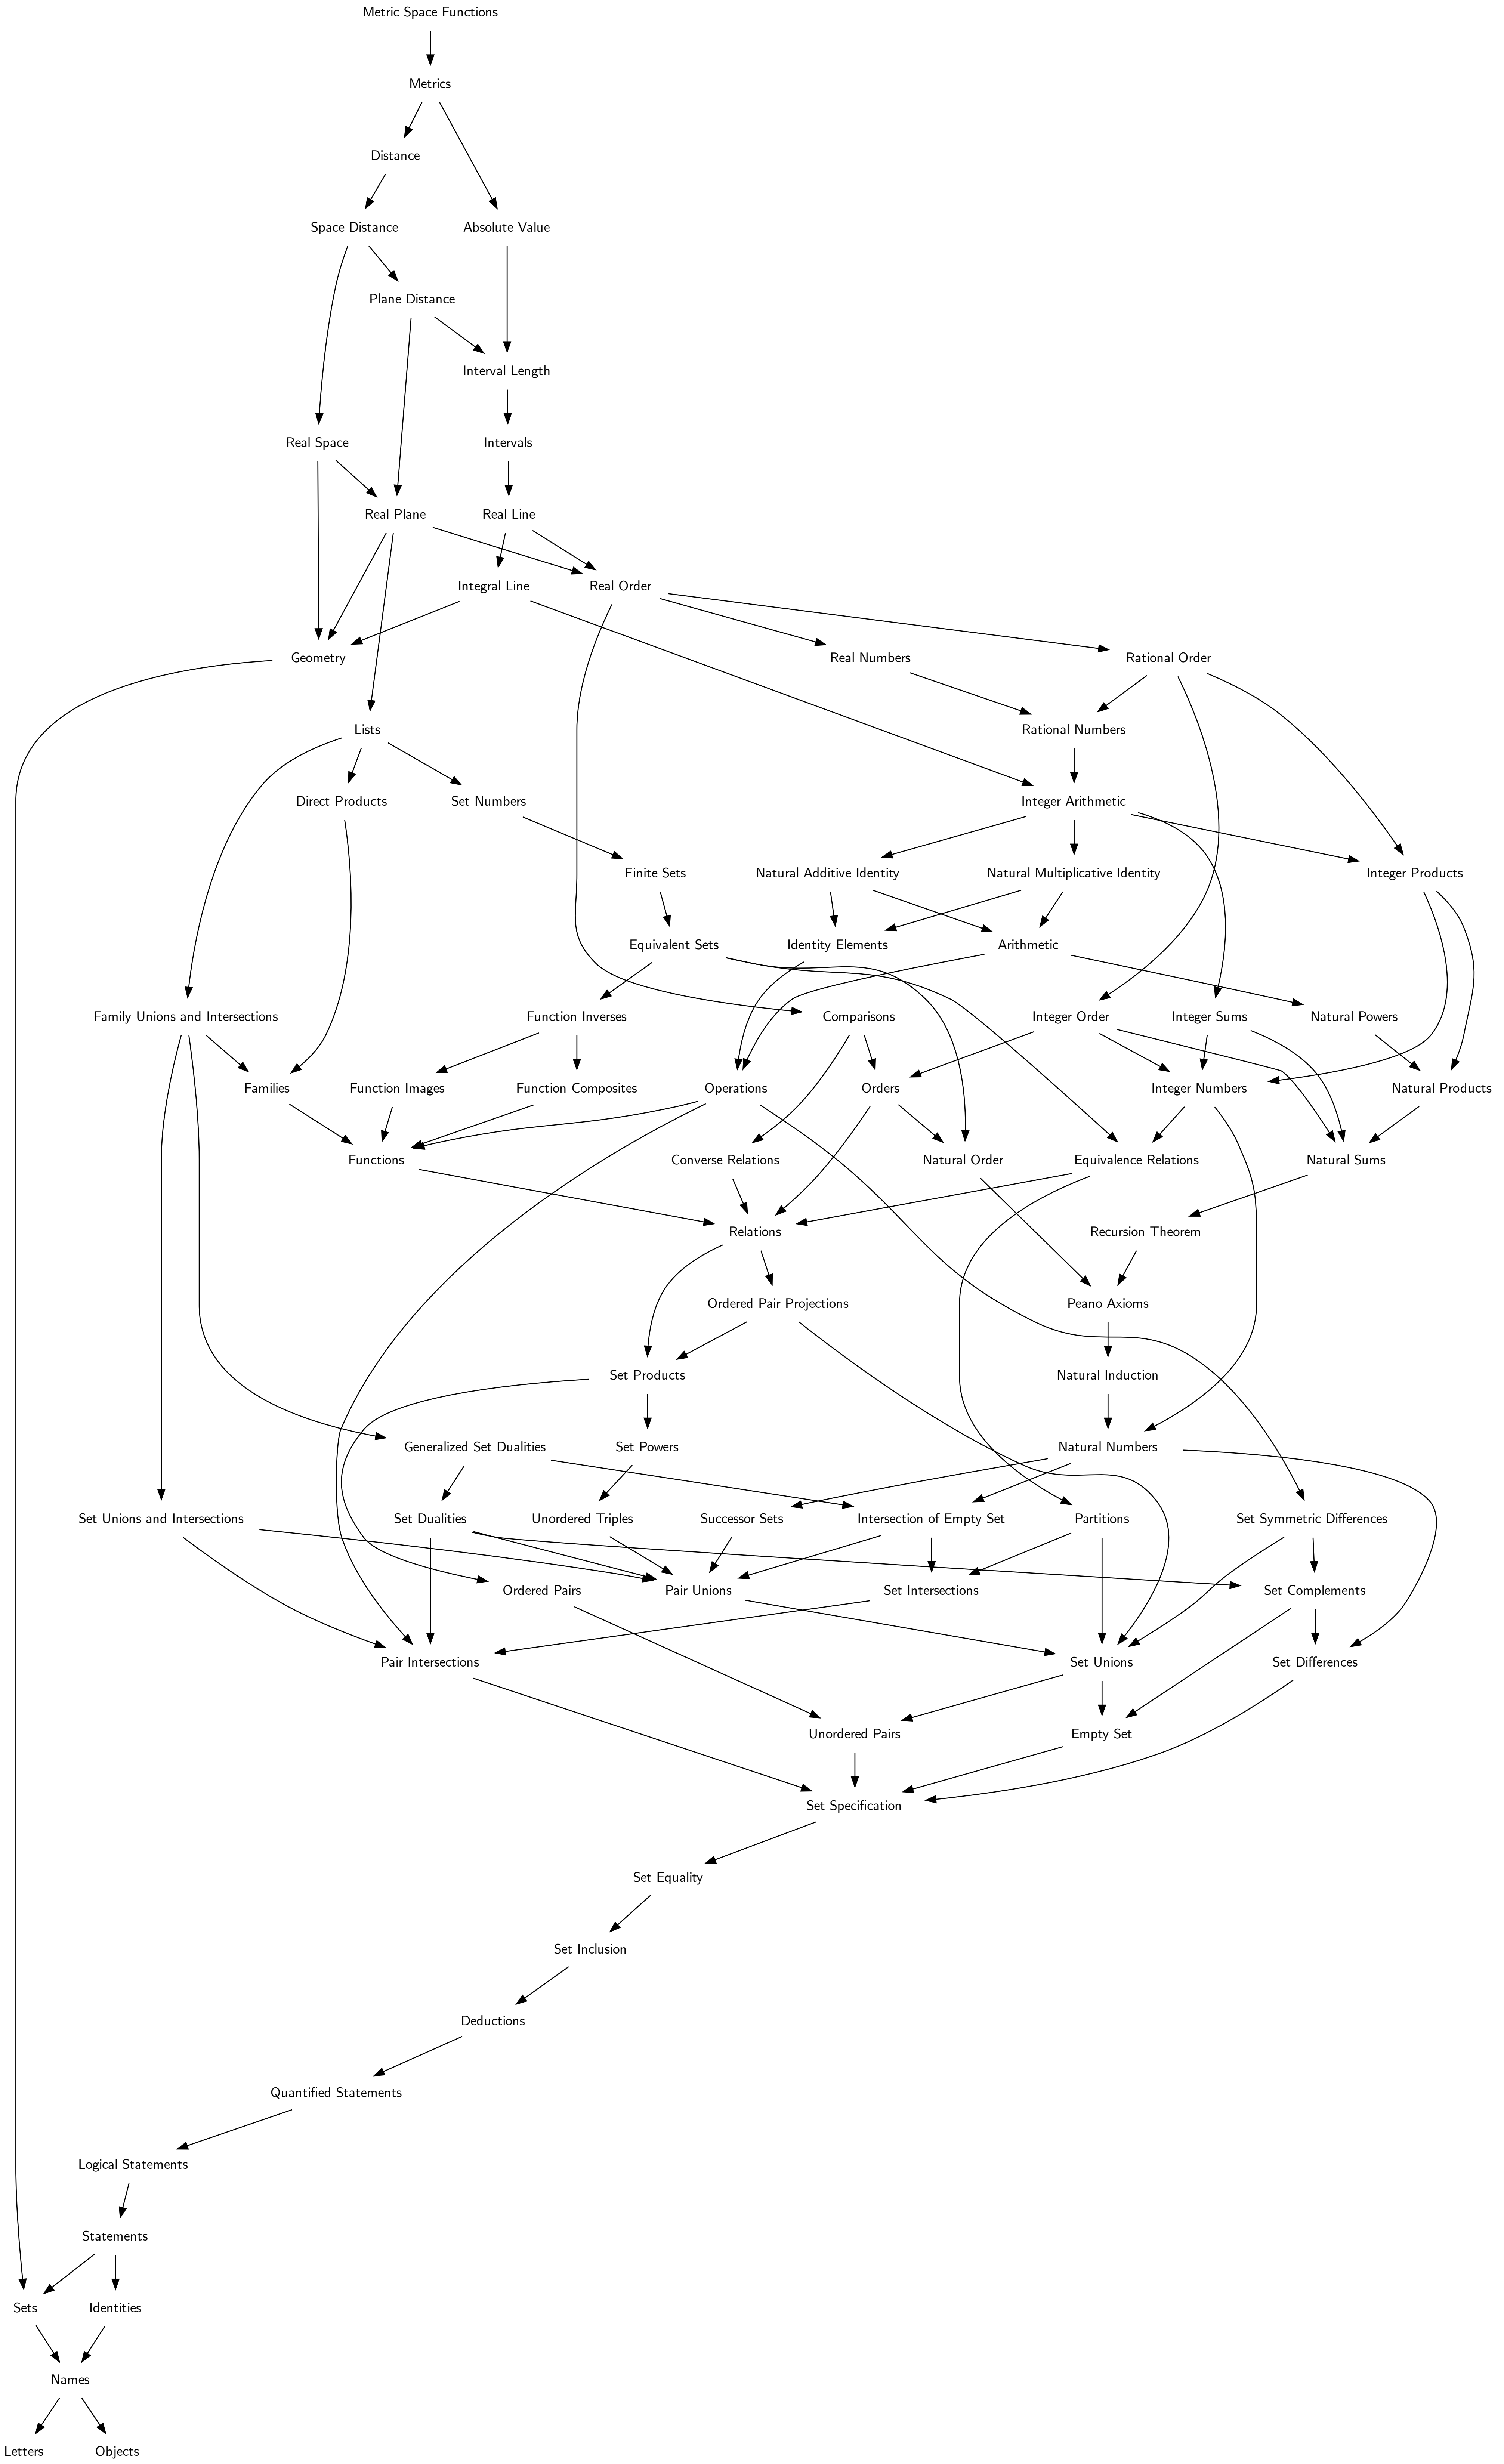 Metric Space Functions
Metrics
Distance
Space Distance
Absolute Value
Plane Distance
Interval Length
Real Space
Intervals
Real Plane
Real Line
Integral Line
Real Order
Geometry
Real Numbers
Rational Order
Lists
Rational Numbers
Direct Products
Set Numbers
Integer Arithmetic
Finite Sets
Natural Additive Identity
Natural Multiplicative Identity
Integer Products
Equivalent Sets
Identity Elements
Arithmetic
Family Unions and Intersections
Function Inverses
Comparisons
Integer Order
Integer Sums
Natural Powers
Families
Function Images
Function Composites
Operations
Orders
Integer Numbers
Natural Products
Functions
Converse Relations
Natural Order
Equivalence Relations
Natural Sums
Relations
Recursion Theorem
Ordered Pair Projections
Peano Axioms
Set Products
Natural Induction
Generalized Set Dualities
Set Powers
Natural Numbers
Set Unions and Intersections
Set Dualities
Unordered Triples
Successor Sets
Intersection of Empty Set
Partitions
Set Symmetric Differences
Ordered Pairs
Pair Unions
Set Intersections
Set Complements
Pair Intersections
Set Unions
Set Differences
Unordered Pairs
Empty Set
Set Specification
Set Equality
Set Inclusion
Deductions
Quantified Statements
Logical Statements
Statements
Sets
Identities
Names
Letters
Objects